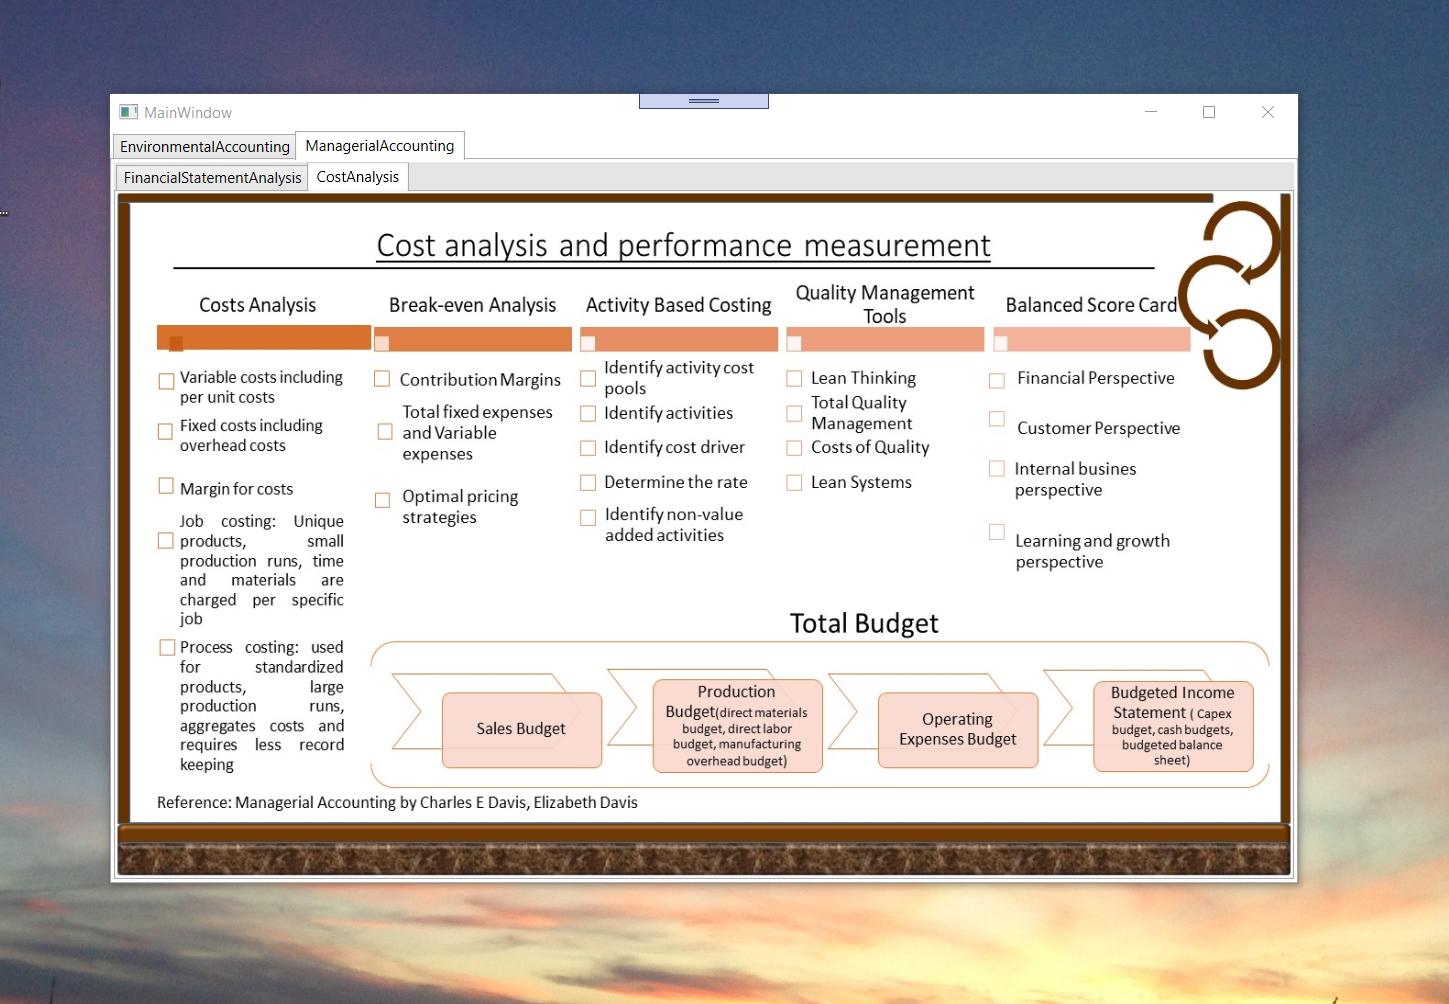 MainWindow
EnvironmentalAccounting
ManagerialAccounting
FinancialStatementAnalysis
CostAnalysis
Cost analysis and performance measurement
Costs Analysis
Variable costs including
per unit costs
Fixed costs including
overhead costs
Margin for costs
Job costing: Unique
products, small
production runs, time
and materials are
charged per specific
job
Process costing: used
for standardized
products, large
production runs,
aggregates costs and
requires less record
keeping
Break-even Analysis
Contribution Margins
Total fixed expenses
and Variable
expenses
Optimal pricing
strategies
Activity Based Costing
Identify activity cost
pools
Identify activities
Identify cost driver
Determine the rate
Identify non-value
added activities
Quality Management
Tools
Lean Thinking
Total Quality
Management
Costs of Quality
Lean Systems
Balanced Score Card
Financial Perspective
Customer Perspective
Internal busines
perspective
Learning and growth
perspective
Total Budget
Sales Budget
Production
Budget(direct materials
budget, direct labor
budget, manufacturing
overhead budget)
Operating
Expenses Budget
Budgeted Income
Statement ( Capex
budget, cash budgets,
budgeted balance
sheet)
Reference: Managerial Accounting by Charles E Davis, Elizabeth Davis